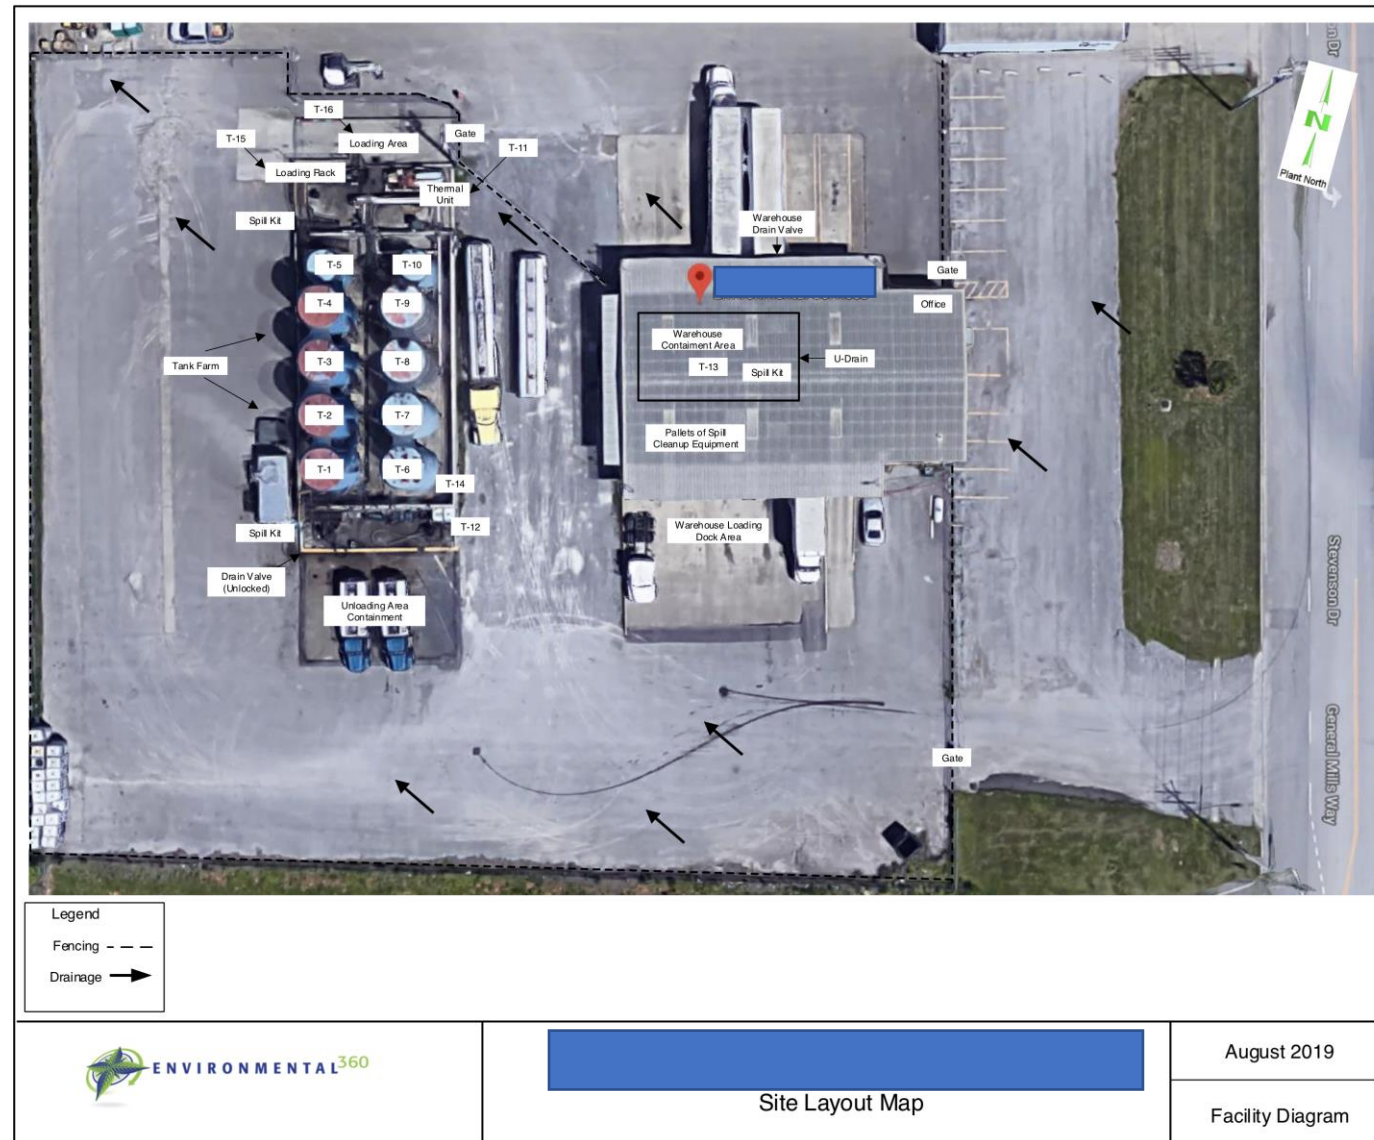 on Dr
N
Plant North
T-16
Loading Area
Gate
T-15
T-11
Loading Rack
Thermal
Unit
Spill Kit
Warehouse
Drain Valve
T-5
T-10
Gate
T-4
T-9
Office
Warehouse
Contaiment Area
T-3
T-8
U-Drain
Tank Farm
T-13
Spill Kit
T-2
T-7
Pallets of Spill
Cleanup Equipment
T-1
T-6
T-14
T-12
Spill Kit
Warehouse Loading
Dock Area
Drain Valve
(Unlocked)
Unloading Area
Containment
Stevenson Dr
General Mills Way
Gate
Legend
Fencing
Drainage
ENVIRONMENTAL360
Site Layout Map
August 2019
Facility Diagram